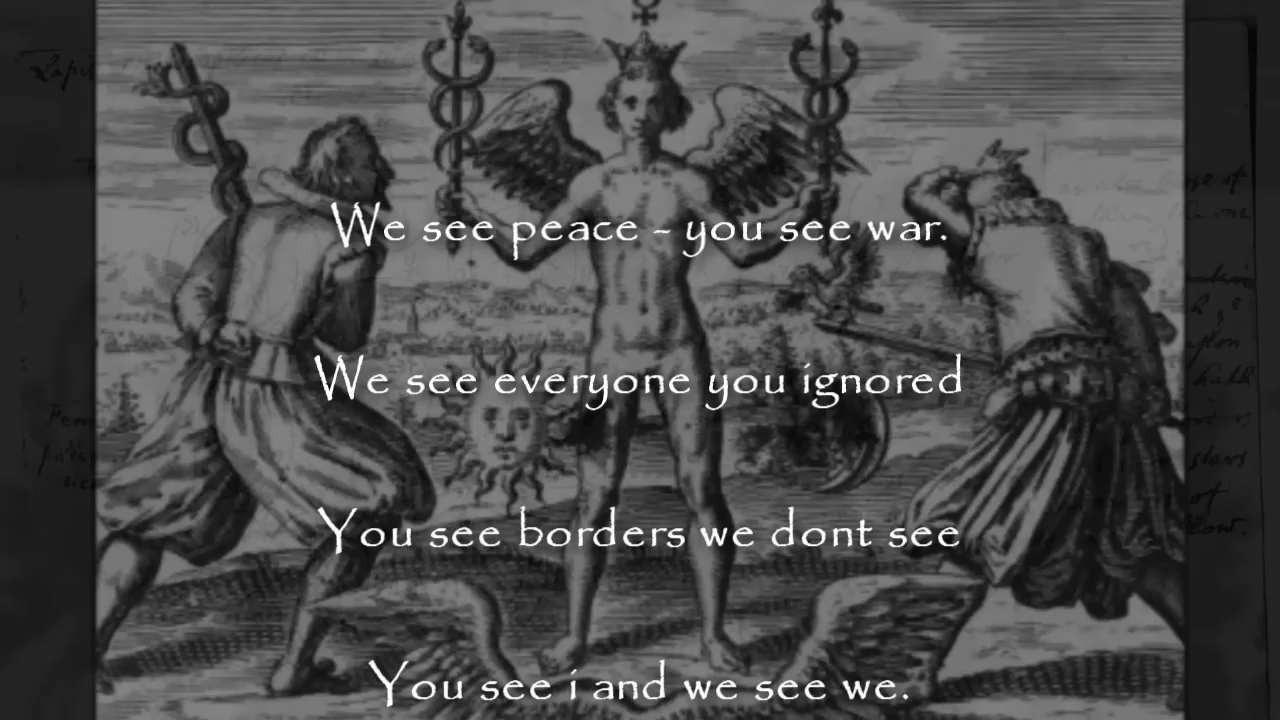 We see peace - you see war.
We see everyone you ignored
You see borders we dont see
You see i and we see we.